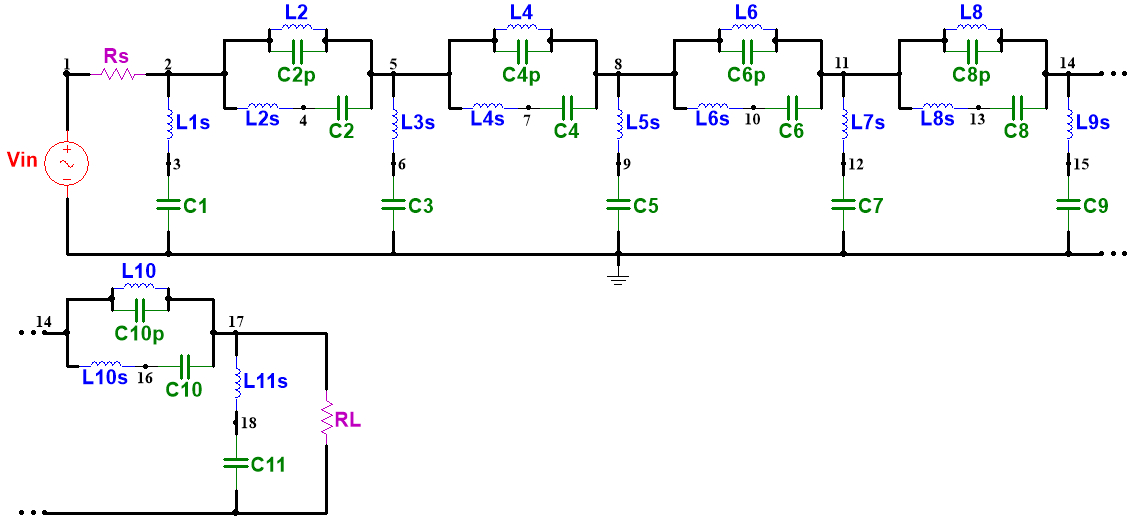 L2 L4 L6 L8
1 Rs 2 C2p 5 C4p 8 C6p 11 C8p 14
L2s 4 C2 L4s 7 C4 L6s 10 C6 L8s 13 C8
L1s L3s L5s L7s L9s
Vin 3 6 9 12 15
C1 C3 C5 C7 C9
L10
14 C10p 17
L10s 16 C10 L11s
18 RL
C11